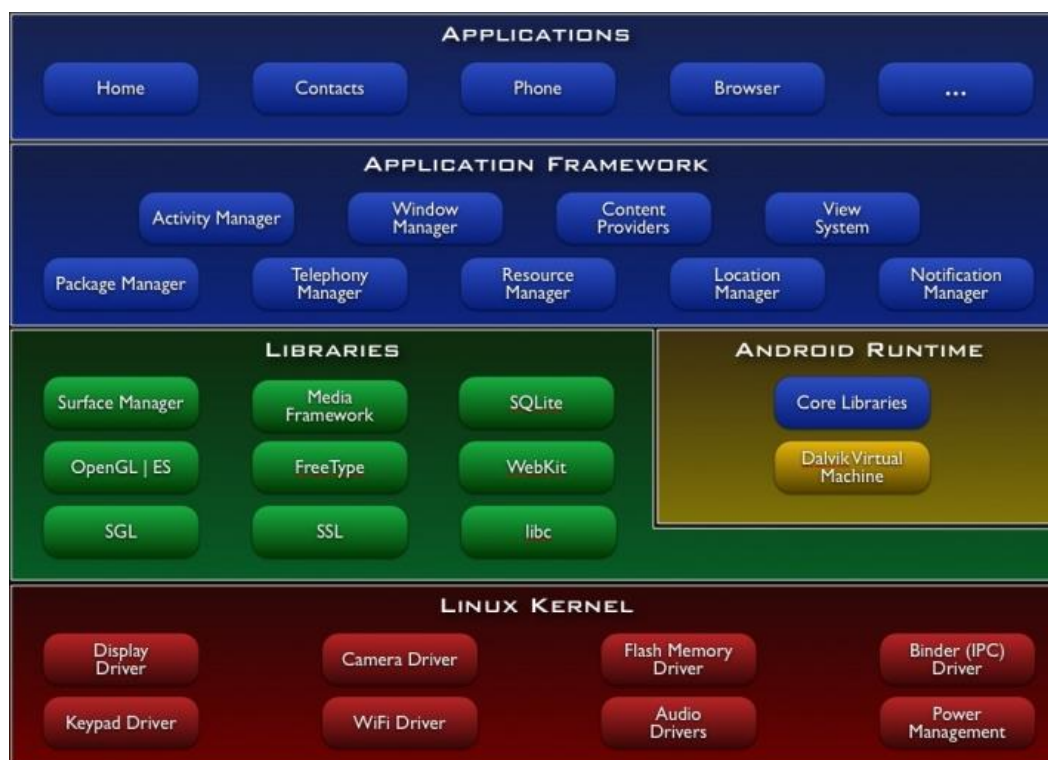 APPLICATIONS
Home
Contacts
Phone
Browser
...
APPLICATION FRAMEWORK
Activity Manager
Window
Manager
Content
Providers
View
System
Package Manager
Telephony
Manager
Resource
Manager
Location
Manager
Notification
Manager
LIBRARIES
Surface Manager
Media
Framework
SQLite
OpenGL | ES
FreeType
WebKit
SGL
SSL
libc
ANDROID RUNTIME
Core Libraries
Dalvik Virtual
Machine
LINUX KERNEL
Display
Driver
Camera Driver
Flash Memory
Driver
Binder (IPC)
Driver
Keypad Driver
WiFi Driver
Audio
Drivers
Power
Management